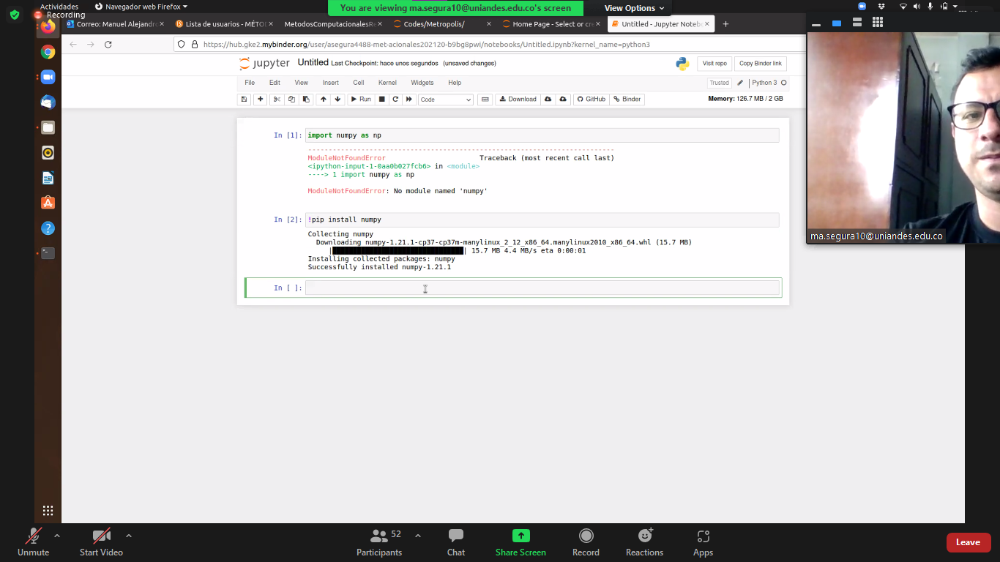 Actividades
Navegador web Firefox
You are viewing ma.segura10@uniandes.edu.co's screen
View Options
Recording
Correo: Manuel Alejandr
Lista de usuarios - MÉTO
MetodosComputacionalesR
Codes/Metropolis/
Home Page - Select or cr
Untitled - Jupyter Noteb
https://hub.gke2.mybinder.org/user/asegura4488-met-acionales202120-b9bg8pwi/notebooks/Untitled.ipynb?kernel_name=python3
jupyter Untitled Last Checkpoint: hace unos segundos (unsaved changes)
Visit repo
Copy Binder link
File Edit View Insert Cell Kernel Widgets Help
Trusted
Python 3
Run
Code
Download
GitHub
Binder
Memory: 126.7 MB / 2 GB
In [1]: import numpy as np
---------------------------------------------------------------------------
ModuleNotFoundError Traceback (most recent call last)
<ipython-input-1-0aa0b027fcb6> in <module>
----> 1 import numpy as np
ModuleNotFoundError: No module named 'numpy'
In [2]: !pip install numpy
Collecting numpy
Downloading numpy-1.21.1-cp37-cp37m-manylinux_2_12_x86_64.manylinux2010_x86_64.whl (15.7 MB)
|████████████████████████████████| 15.7 MB 4.4 MB/s eta 0:00:01
Installing collected packages: numpy
Successfully installed numpy-1.21.1
In [ ]:
ma.segura10@uniandes.edu.co
Unmute
Start Video
52
Participants
Chat
Share Screen
Record
Reactions
Apps
Leave